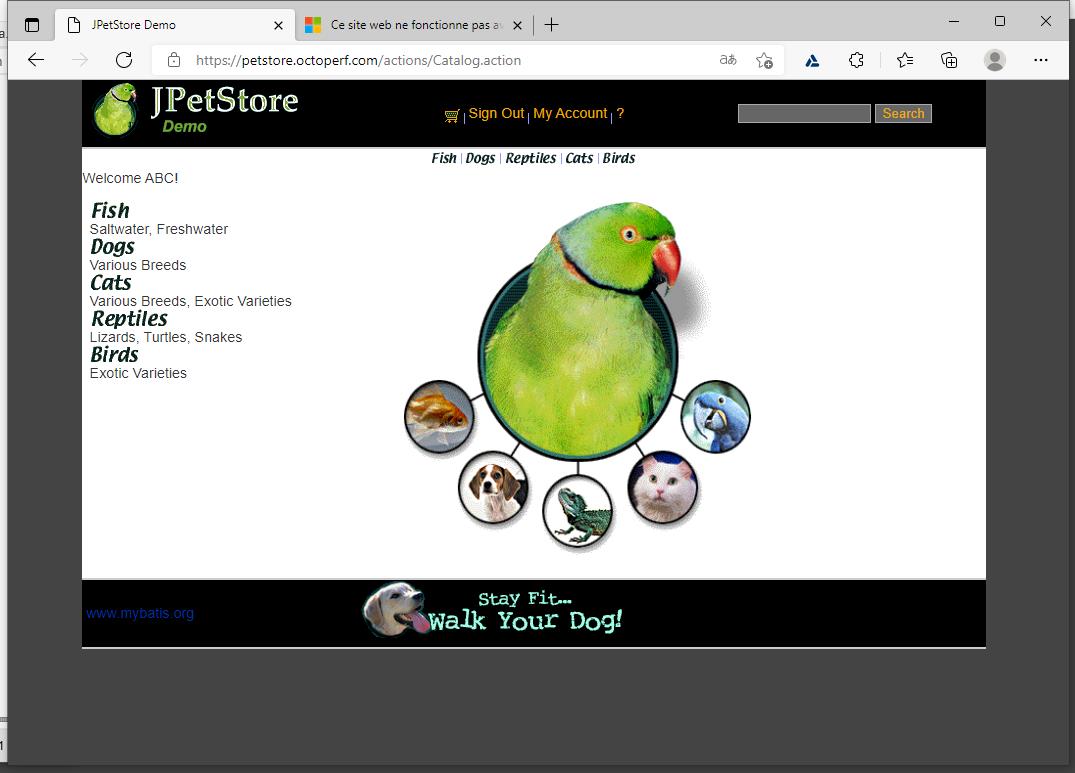 JPetStore Demo
Ce site web ne fonctionne pas av
https://petstore.octoperf.com/actions/Catalog.action
JPetStore
Demo
Sign Out | My Account | ?
Search
Fish | Dogs | Reptiles | Cats | Birds
Welcome ABC!
Fish
Saltwater, Freshwater
Dogs
Various Breeds
Cats
Various Breeds, Exotic Varieties
Reptiles
Lizards, Turtles, Snakes
Birds
Exotic Varieties
www.mybatis.org
Stay Fit...
Walk Your Dog!